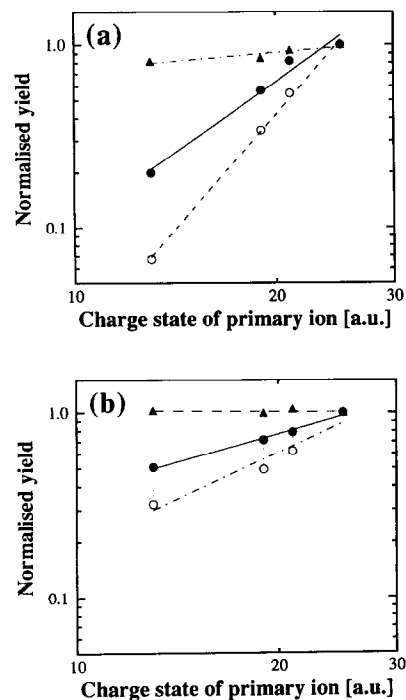 (a)
Normalised yield
1.0
0.1
10
20
30
Charge state of primary ion [a.u.]
(b)
Normalised yield
1.0
0.1
10
20
30
Charge state of primary ion [a.u.]